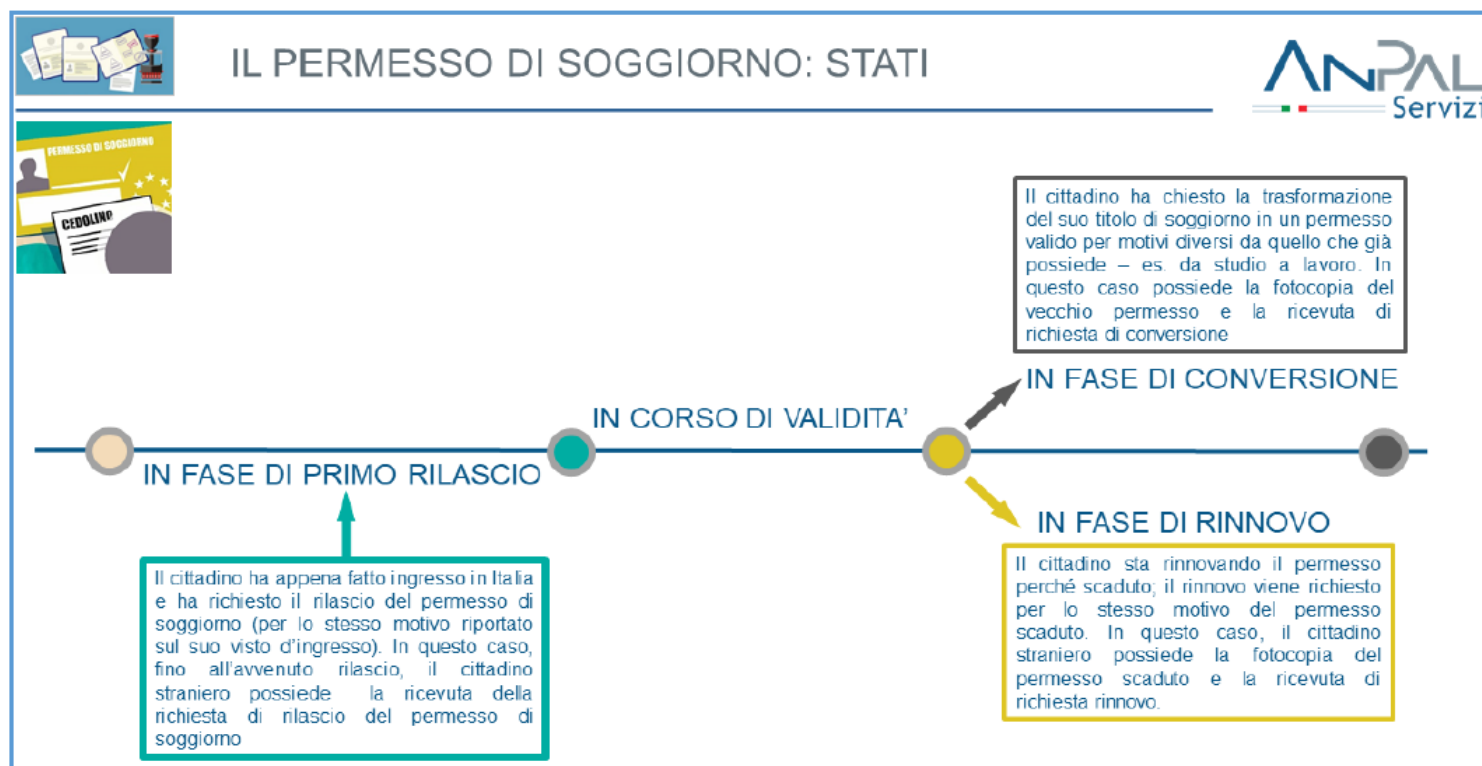 IL PERMESSO DI SOGGIORNO: STATI
ANPAL
Servizi
PERMESSO DI SOGGIORNO
CEDOLINO
Il cittadino ha chiesto la trasformazione
del suo titolo di soggiorno in un permesso
valido per motivi diversi da quello che già
possiede – es. da studio a lavoro. In
questo caso possiede la fotocopia del
vecchio permesso e la ricevuta di
richiesta di conversione
IN FASE DI CONVERSIONE
IN CORSO DI VALIDITA’
IN FASE DI PRIMO RILASCIO
Il cittadino ha appena fatto ingresso in Italia
e ha richiesto il rilascio del permesso di
soggiorno (per lo stesso motivo riportato
sul suo visto d’ingresso). In questo caso,
fino all’avvenuto rilascio, il cittadino
straniero possiede la ricevuta della
richiesta di rilascio del permesso di
soggiorno
IN FASE DI RINNOVO
Il cittadino sta rinnovando il permesso
perché scaduto; il rinnovo viene richiesto
per lo stesso motivo del permesso
scaduto. In questo caso, il cittadino
straniero possiede la fotocopia del
permesso scaduto e la ricevuta di
richiesta rinnovo.